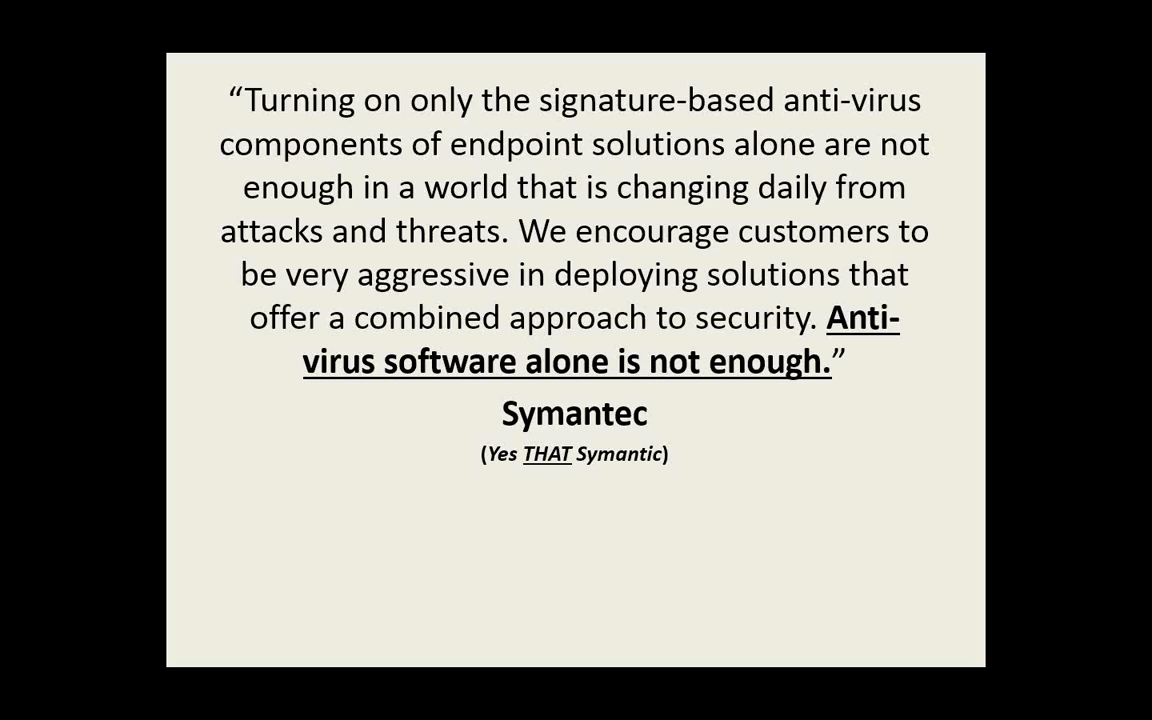 “Turning on only the signature-based anti-virus
components of endpoint solutions alone are not
enough in a world that is changing daily from
attacks and threats. We encourage customers to
be very aggressive in deploying solutions that
offer a combined approach to security. Anti-
virus software alone is not enough.”
Symantec
(Yes THAT Symantic)